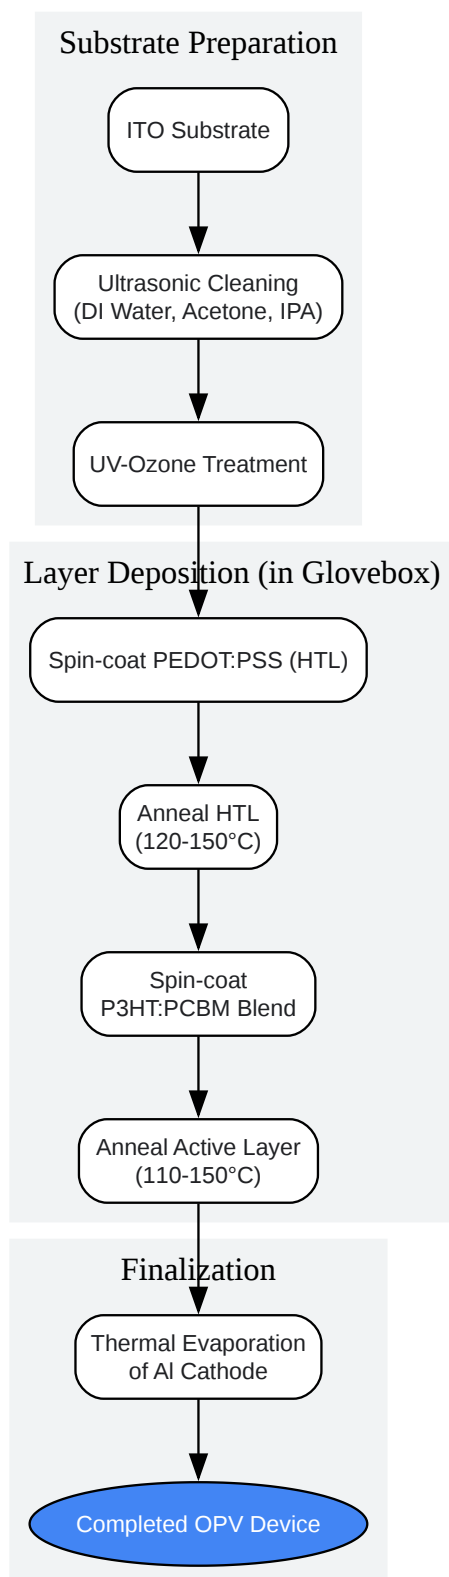 Substrate Preparation
ITO Substrate
Ultrasonic Cleaning
(DI Water, Acetone, IPA)
UV-Ozone Treatment
Layer Deposition (in Glovebox)
Spin-coat PEDOT:PSS (HTL)
Anneal HTL
(120-150°C)
Spin-coat
P3HT:PCBM Blend
Anneal Active Layer
(110-150°C)
Finalization
Thermal Evaporation
of Al Cathode
Completed OPV Device